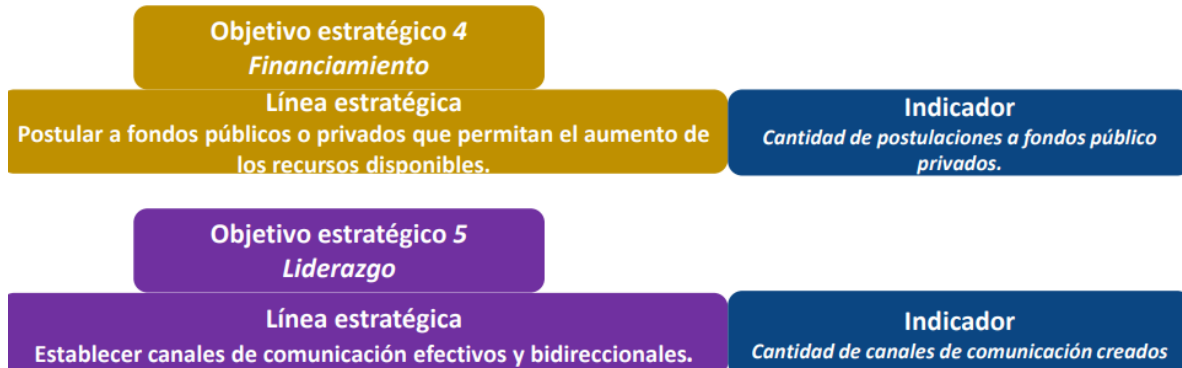 Objetivo estratégico 4
Financiamiento
Línea estratégica
Postular a fondos públicos o privados que permitan el aumento de
los recursos disponibles.
Indicador
Cantidad de postulaciones a fondos público
privados.
Objetivo estratégico 5
Liderazgo
Línea estratégica
Establecer canales de comunicación efectivos y bidireccionales.
Indicador
Cantidad de canales de comunicación creados